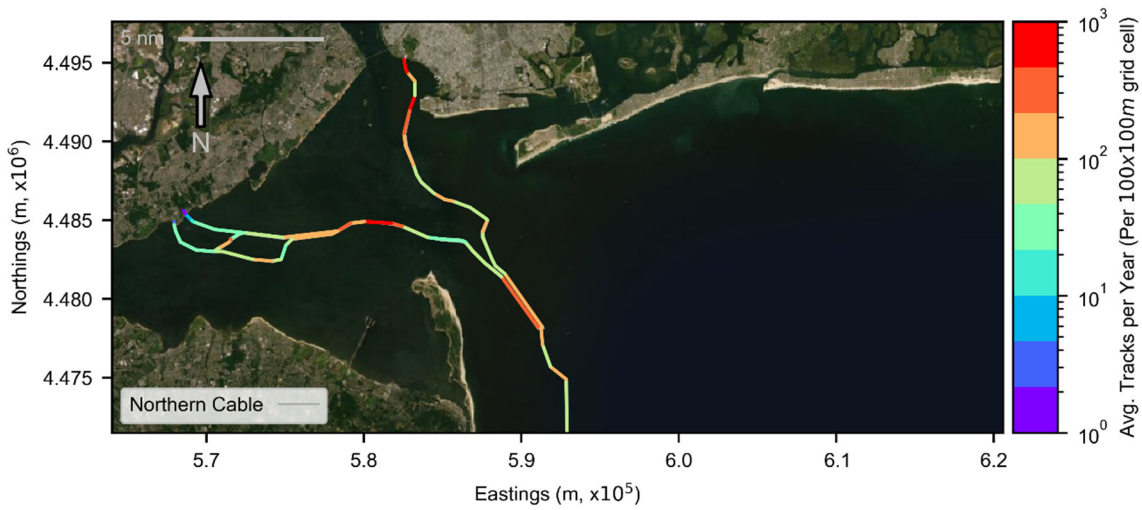 5 nm
N
4.495
4.490
4.485
4.480
4.475
Northings (m, x10⁶)
Northern Cable
5.7 5.8 5.9 6.0 6.1 6.2
Eastings (m, x10⁵)
10³
10²
10¹
10⁰
Avg. Tracks per Year (Per 100x100m grid cell)